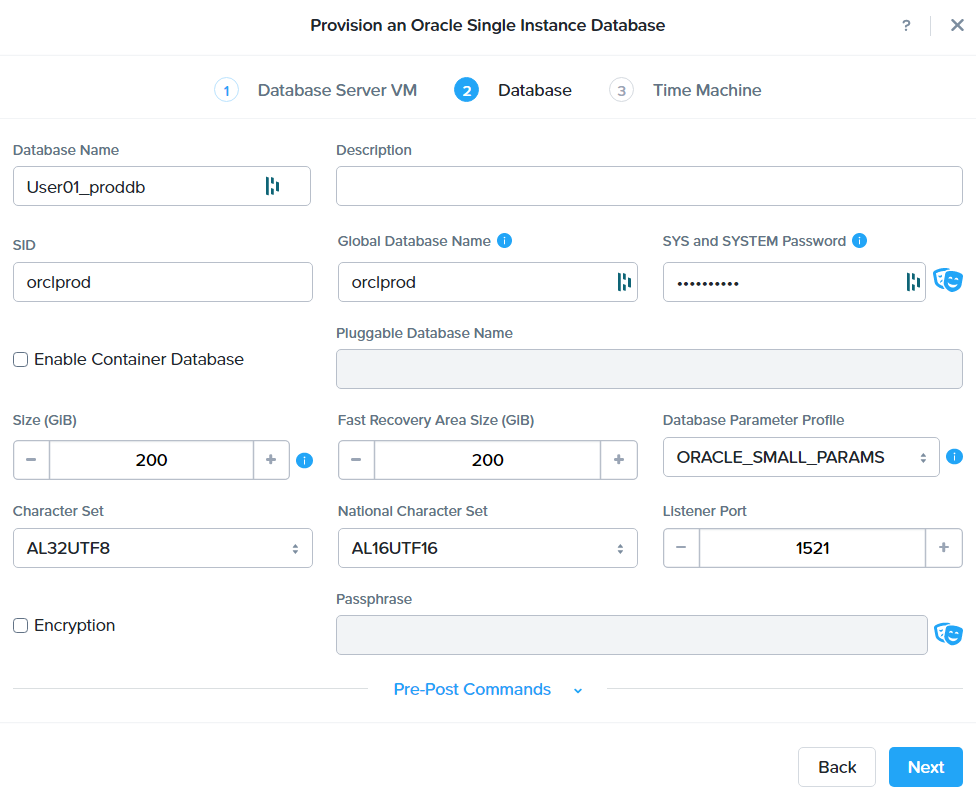 Provision an Oracle Single Instance Database
?
1 Database Server VM 2 Database 3 Time Machine
Database Name Description
User01_proddb
SID Global Database Name i SYS and SYSTEM Password i
orclprod orclprod ••••••••••
Enable Container Database
Pluggable Database Name
Size (GiB) Fast Recovery Area Size (GiB) Database Parameter Profile
− 200 + i − 200 + ORACLE_SMALL_PARAMS i
Character Set National Character Set Listener Port
AL32UTF8 AL16UTF16 − 1521 +
Encryption
Passphrase
Pre-Post Commands
Back Next